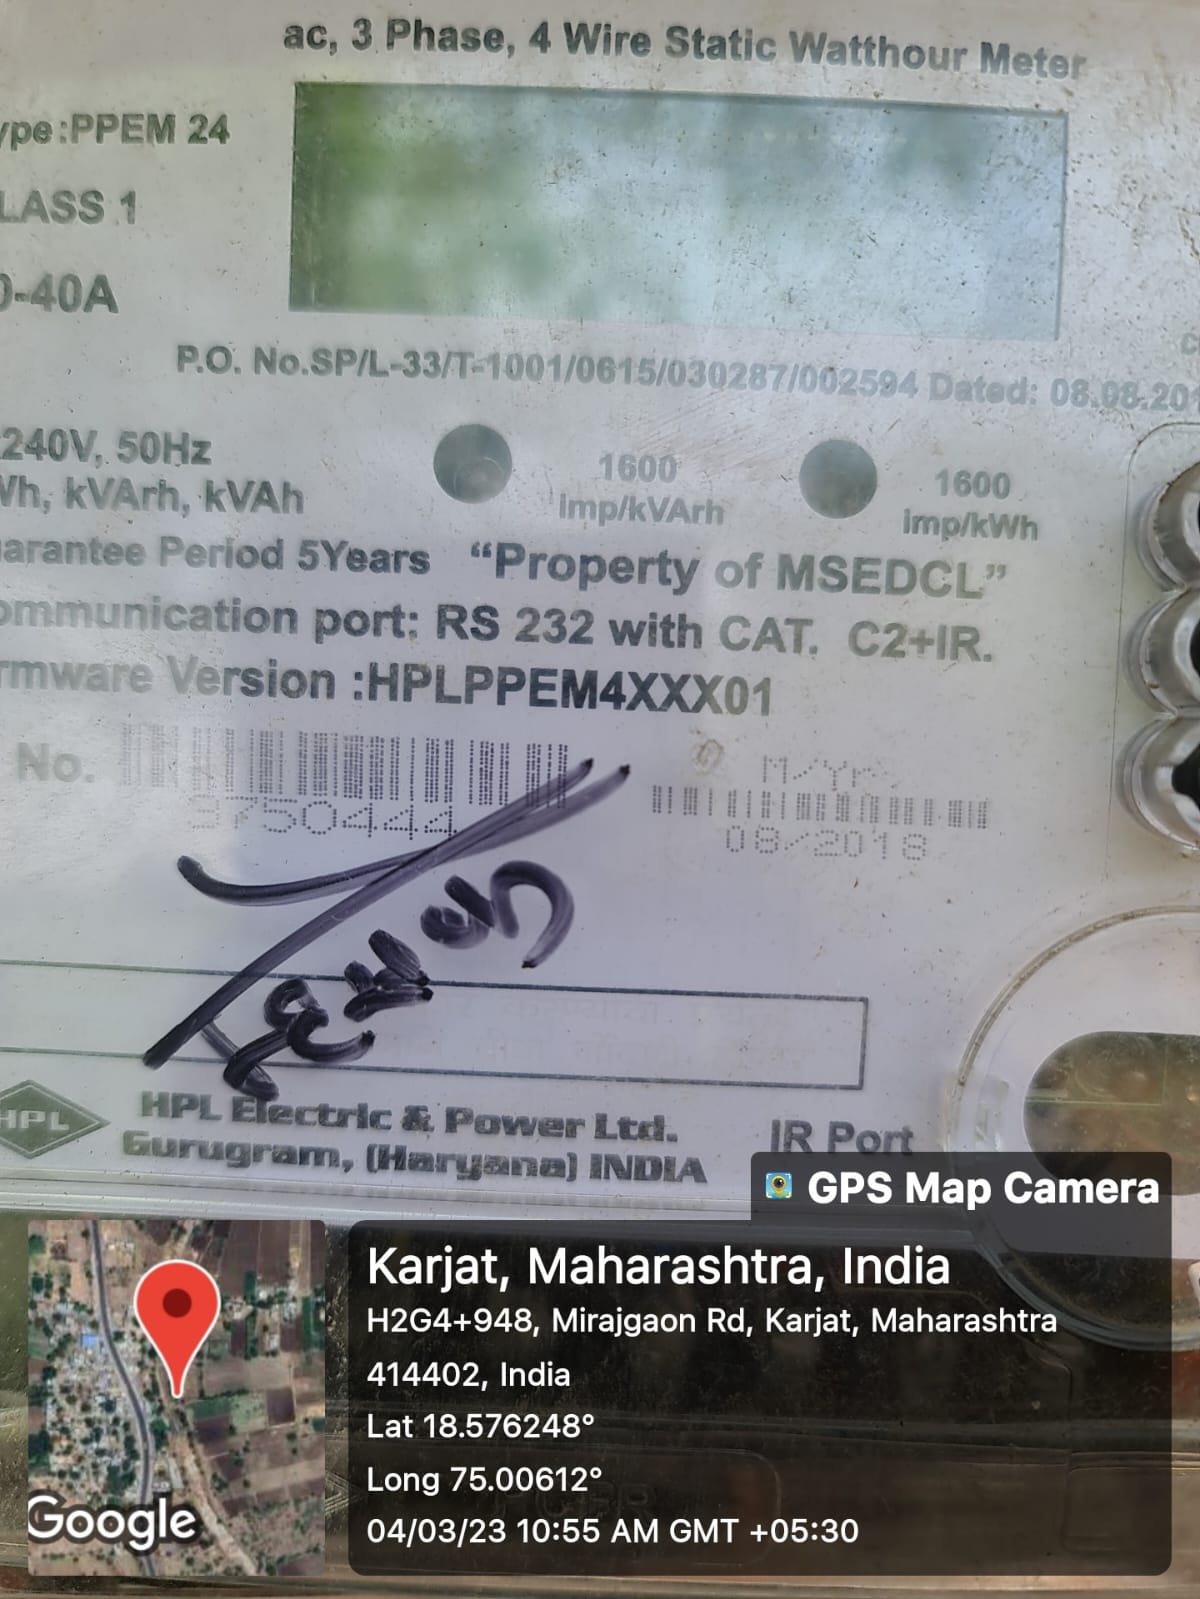 ac, 3 Phase, 4 Wire Static Watthour Meter
ype:PPEM 24
LASS 1
0-40A
P.O. No.SP/L-33/T-1001/0615/030287/002594 Dated: 08.08.201
240V, 50Hz
Wh, kVArh, kVAh
1600
Imp/kVArh
1600
imp/kWh
arantee Period 5Years "Property of MSEDCL"
ommunication port: RS 232 with CAT. C2+IR.
rmware Version :HPLPPEM4XXX01
No.
750444
M/Yr
08/2018
HPL
HPL Electric & Power Ltd.
Gurugram, (Haryana) INDIA
IR Port
GPS Map Camera
Karjat, Maharashtra, India
H2G4+948, Mirajgaon Rd, Karjat, Maharashtra
414402, India
Lat 18.576248°
Long 75.00612°
04/03/23 10:55 AM GMT +05:30
Google